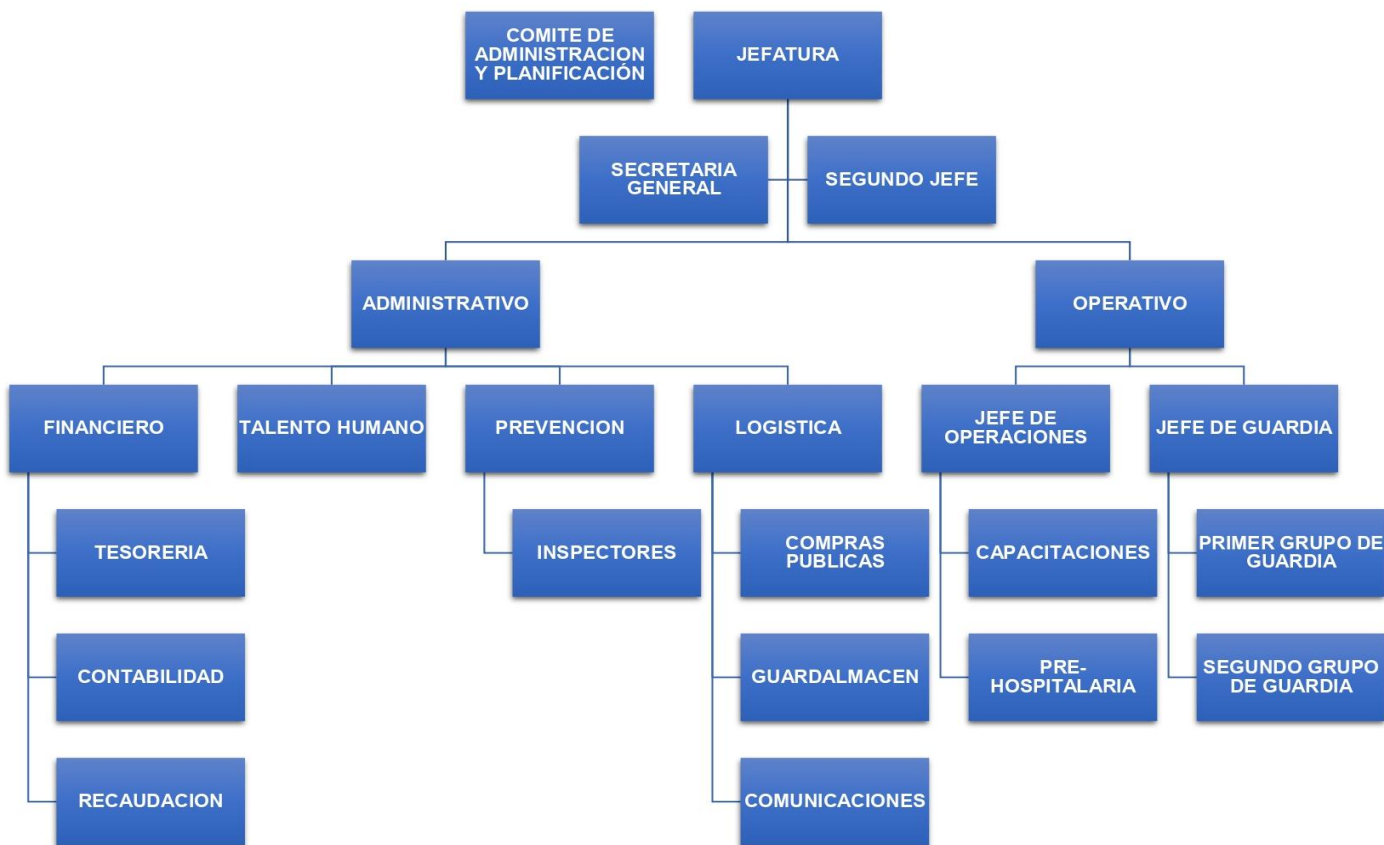 COMITE DE
ADMINISTRACION
Y PLANIFICACIÓN
JEFATURA
SECRETARIA
GENERAL
SEGUNDO JEFE
ADMINISTRATIVO
OPERATIVO
FINANCIERO
TALENTO HUMANO
PREVENCION
LOGISTICA
JEFE DE
OPERACIONES
JEFE DE GUARDIA
TESORERIA
INSPECTORES
COMPRAS
PUBLICAS
CAPACITACIONES
PRIMER GRUPO DE
GUARDIA
CONTABILIDAD
GUARDALMACEN
PRE-
HOSPITALARIA
SEGUNDO GRUPO
DE GUARDIA
RECAUDACION
COMUNICACIONES